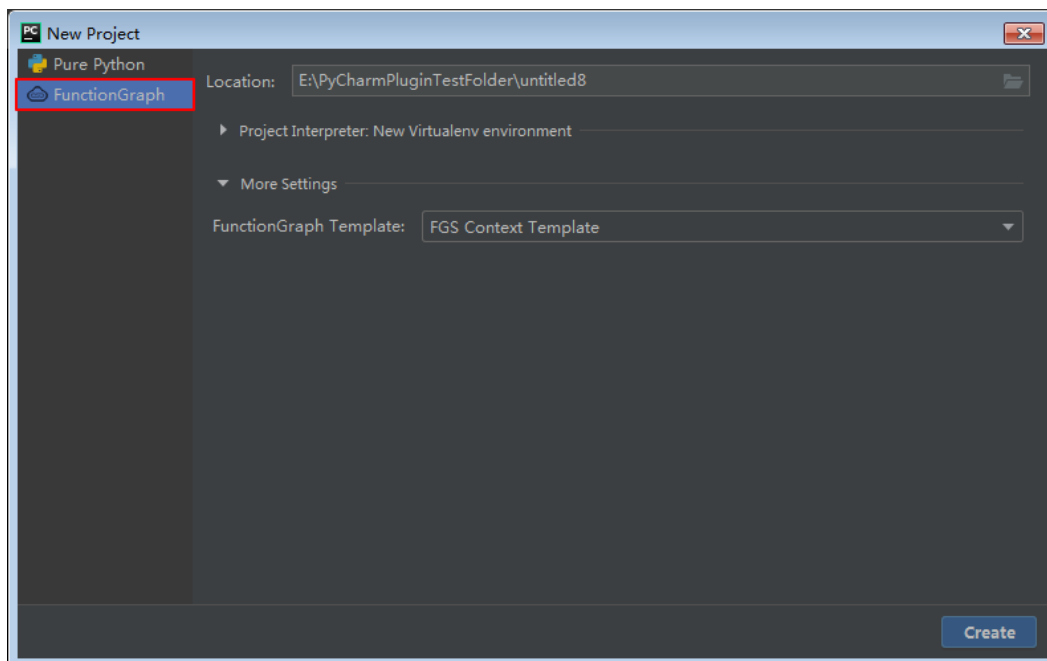 PC New Project
Pure Python
FunctionGraph
Location: E:\PyCharmPluginTestFolder\untitled8
Project Interpreter: New Virtualenv environment
More Settings
FunctionGraph Template: FGS Context Template
Create